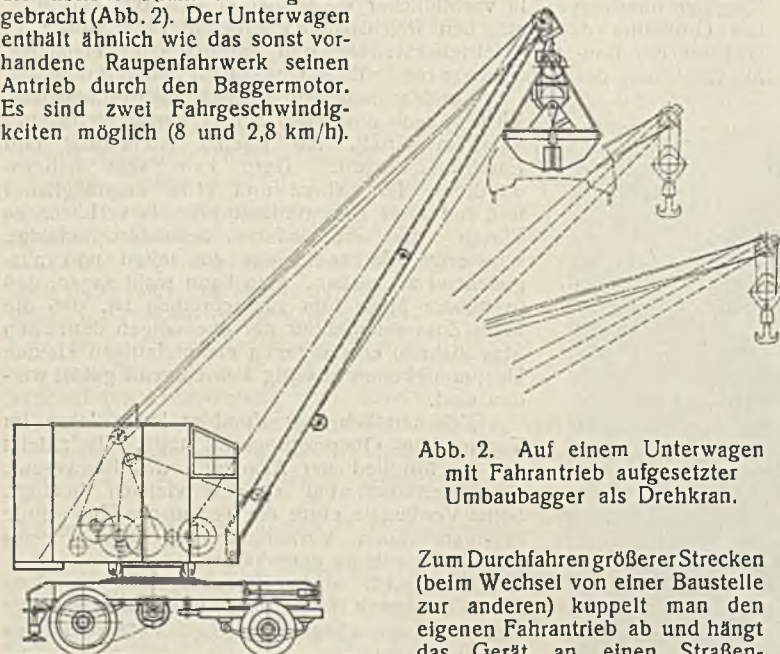 gebracht (Abb. 2). Der Unterwagen
enthält ähnlich wie das sonst vor-
handene Raupenfahrwerk seinen
Antrieb durch den Baggermotor.
Es sind zwei Fahrgeschwindig-
keiten möglich (8 und 2,8 km/h).
Abb. 2. Auf einem Unterwagen
mit Fahrantrieb aufgesetzter
Umbaubagger als Drehkran.
Zum Durchfahren größerer Strecken
(beim Wechsel von einer Baustelle
zur anderen) kuppelt man den
eigenen Fahrantrieb ab und hängt
das Gerät an einen Straßen-